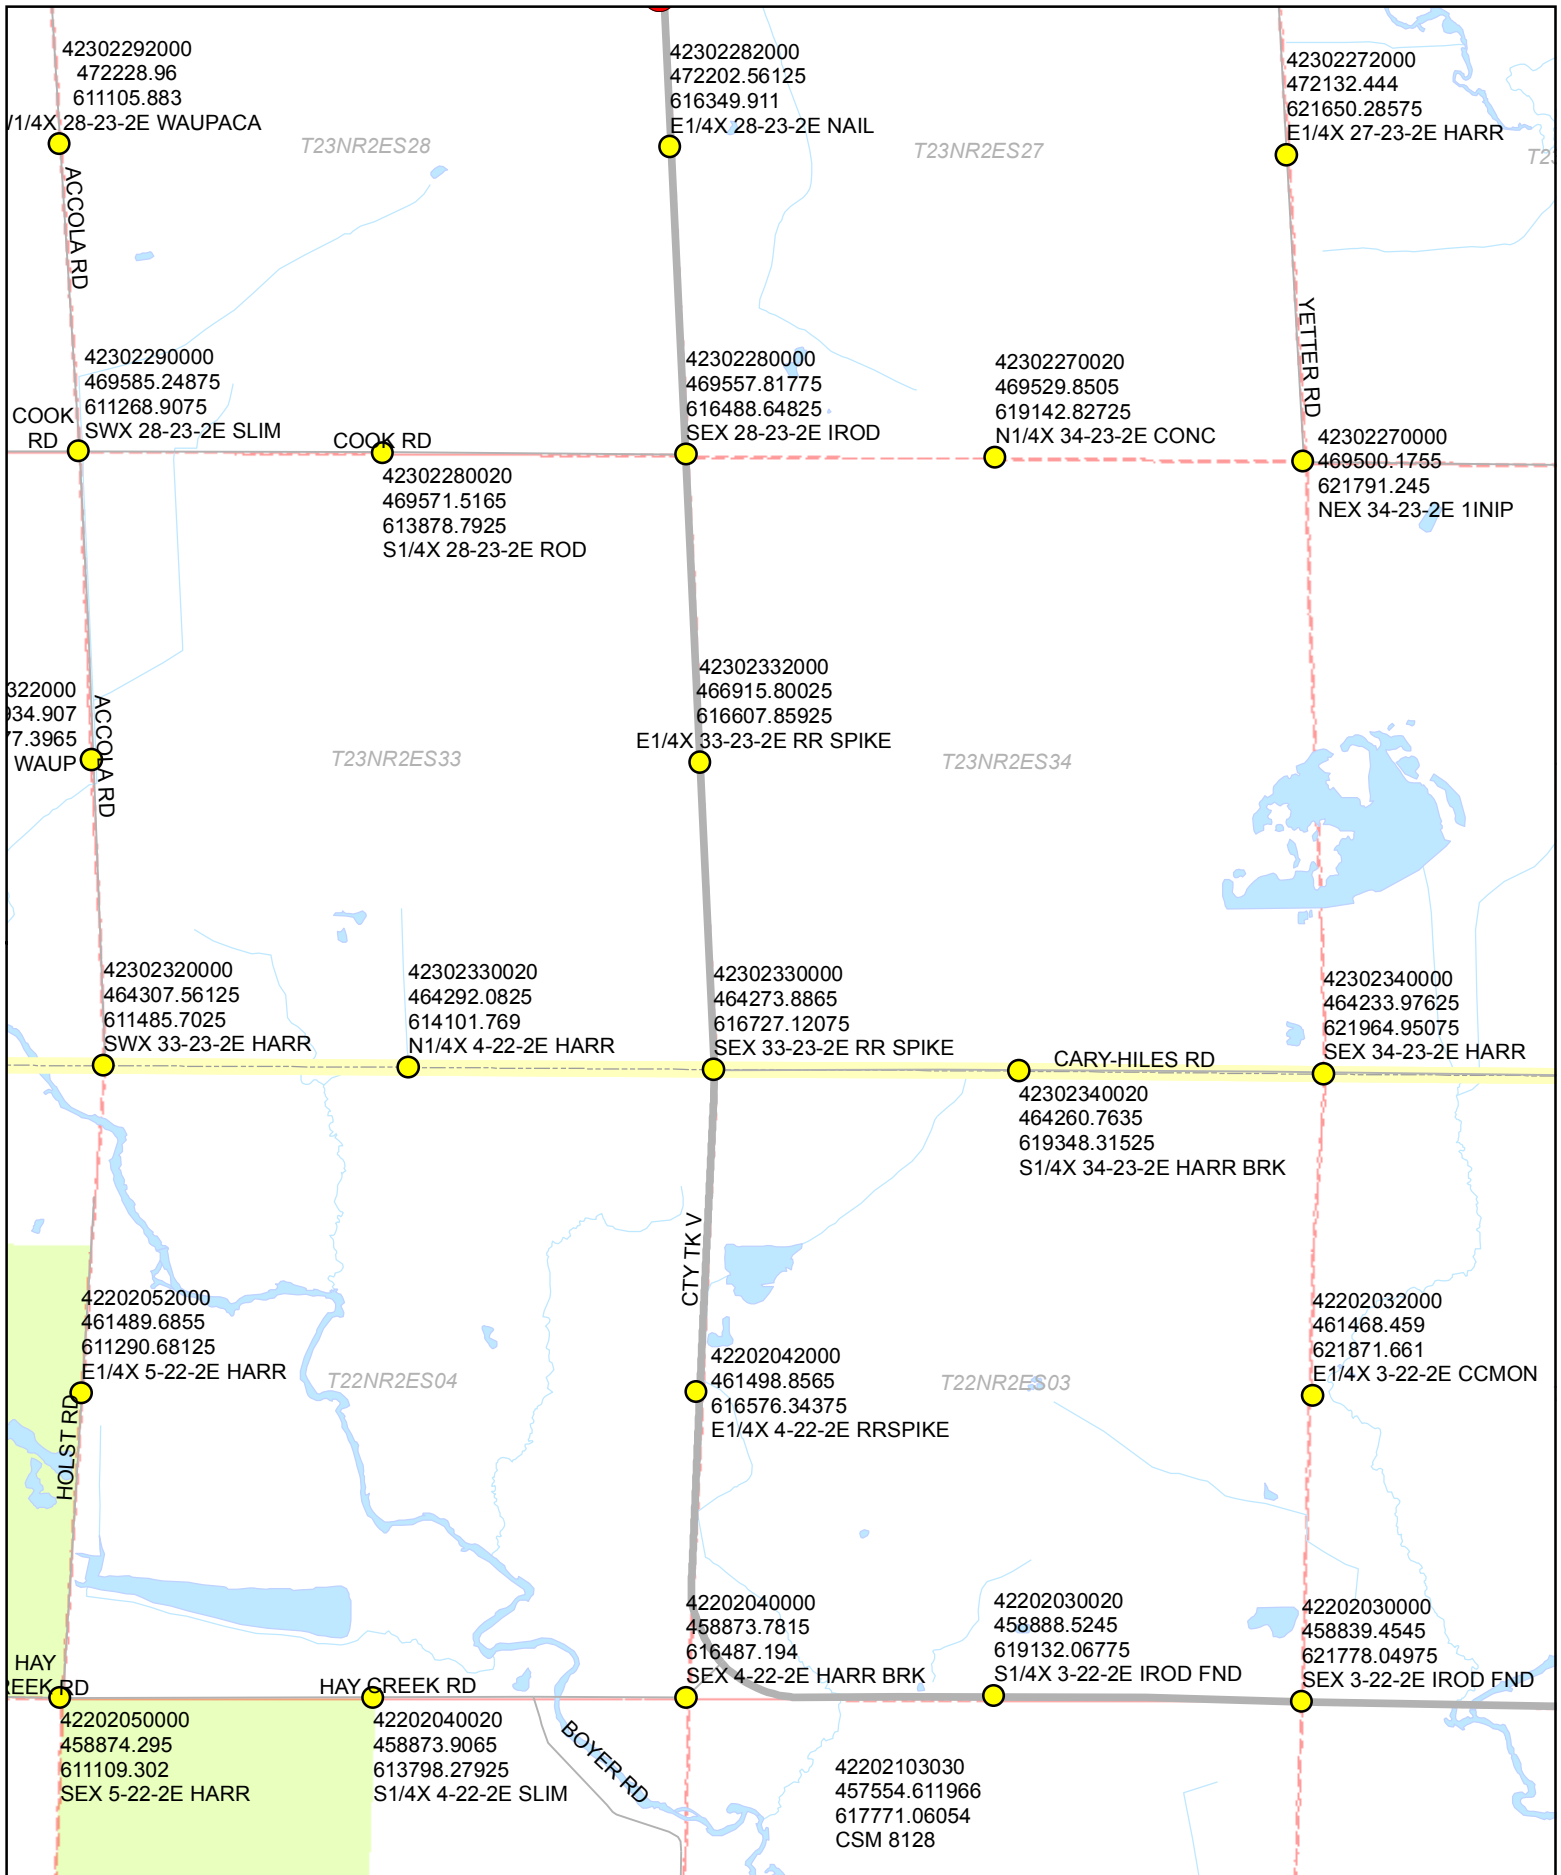 42302292000
472228.96
611105.883
/1/4X 28-23-2E WAUPACA
42302282000
472202.56125
616349.911
E1/4X 28-23-2E NAIL
42302272000
472132.444
621650.28575
E1/4X 27-23-2E HARR
T23NR2ES28
T23NR2ES27
T23
ACCOLA RD
YETTER RD
42302290000
469585.24875
611268.9075
SWX 28-23-2E SLIM
42302280000
469557.81775
616488.64825
SEX 28-23-2E IROD
42302270020
469529.8505
619142.82725
N1/4X 34-23-2E CONC
COOK
RD
COOK RD
42302270000
469500.1755
621791.245
NEX 34-23-2E 1INIP
42302280020
469571.5165
613878.7925
S1/4X 28-23-2E ROD
322000
934.907
77.3965
WAUP
ACCOLA RD
42302332000
466915.80025
616607.85925
E1/4X 33-23-2E RR SPIKE
T23NR2ES33
T23NR2ES34
42302320000
464307.56125
611485.7025
SWX 33-23-2E HARR
42302330020
464292.0825
614101.769
N1/4X 4-22-2E HARR
42302330000
464273.8865
616727.12075
SEX 33-23-2E RR SPIKE
42302340000
464233.97625
621964.95075
SEX 34-23-2E HARR
CARY-HILES RD
42302340020
464260.7635
619348.31525
S1/4X 34-23-2E HARR BRK
CTY TK V
42202052000
461489.6855
611290.68125
E1/4X 5-22-2E HARR
T22NR2ES04
42202042000
461498.8565
616576.34375
E1/4X 4-22-2E RRSPIKE
T22NR2ES03
42202032000
461468.459
621871.661
E1/4X 3-22-2E CCMON
HOLST RD
42202040000
458873.7815
616487.194
SEX 4-22-2E HARR BRK
42202030020
458888.5245
619132.06775
S1/4X 3-22-2E IROD FND
42202030000
458839.4545
621778.04975
SEX 3-22-2E IROD FND
HAY
REEK RD
HAY CREEK RD
42202050000
458874.295
611109.302
SEX 5-22-2E HARR
42202040020
458873.9065
613798.27925
S1/4X 4-22-2E SLIM
BOYER RD
42202103030
457554.611966
617771.06054
CSM 8128